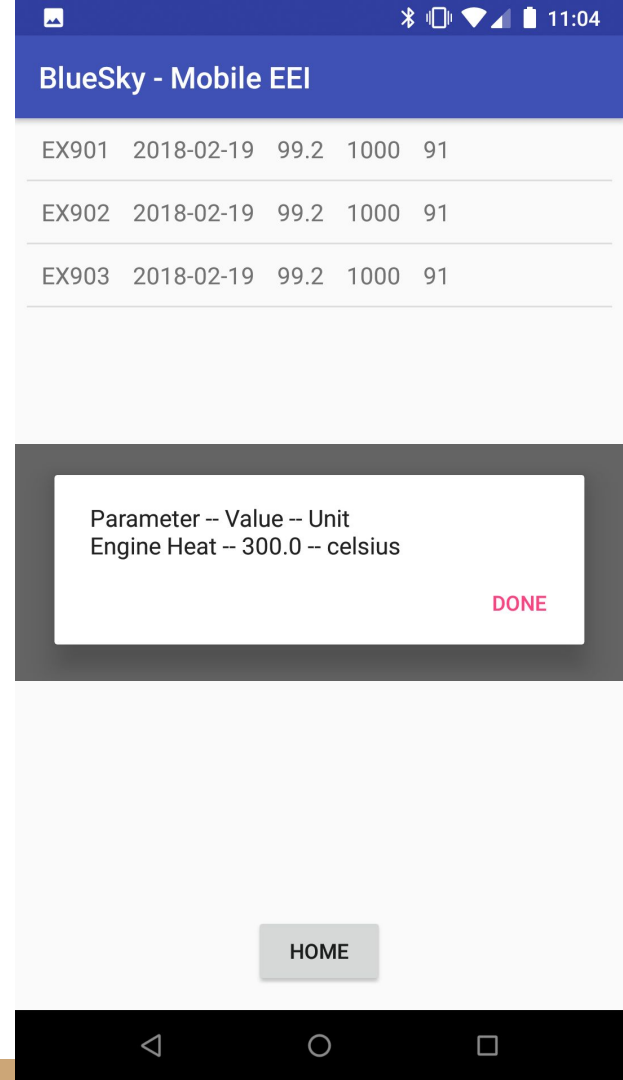 11:04
BlueSky - Mobile EEI
EX901 2018-02-19 99.2 1000 91
EX902 2018-02-19 99.2 1000 91
EX903 2018-02-19 99.2 1000 91
Parameter -- Value -- Unit
Engine Heat -- 300.0 -- celsius
DONE
HOME